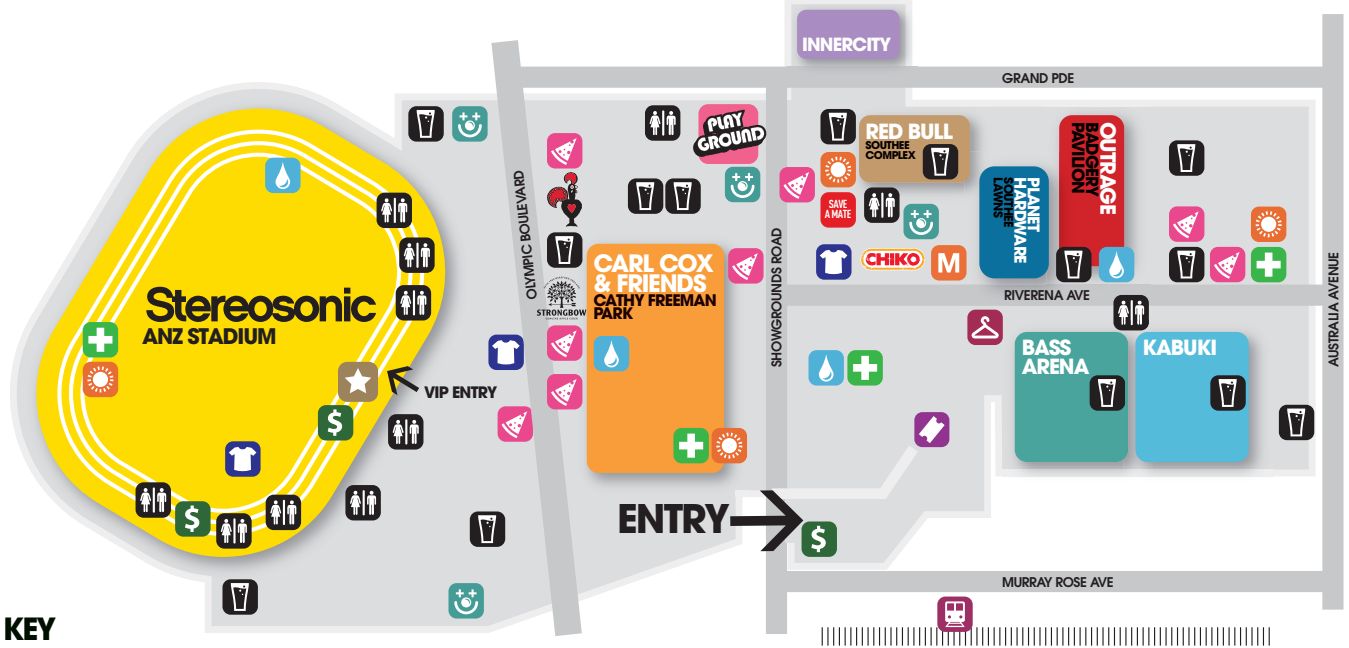 INNERCITY
GRAND PDE
PLAY
GROUND
RED BULL
SOUTHEE
COMPLEX
OUTRAGE
BADGERY
PAVILION
PLANET
HARDWARE
SOUTHEE
LAWNS
SAVE
A MATE
CHIKO
M
OLYMPIC BOULEVARD
STRONGBOW
CARL COX
& FRIENDS
CATHY FREEMAN
PARK
SHOWGROUNDS ROAD
RIVERENA AVE
AUSTRALIA AVENUE
Stereosonic
ANZ STADIUM
VIP ENTRY
$
$
BASS
ARENA
KABUKI
ENTRY
$
MURRAY ROSE AVE
KEY